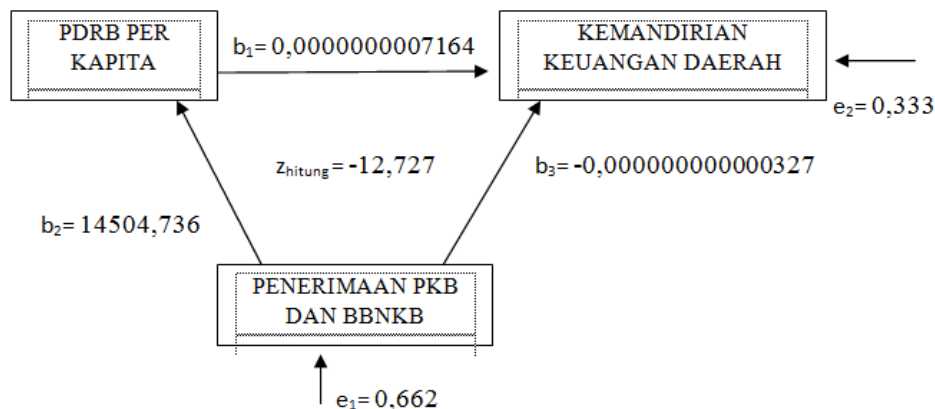 PDRB PER
KAPITA
b₁= 0,0000000007164
KEMANDIRIAN
KEUANGAN DAERAH
e₂= 0,333
zhitung = -12,727
b₃= -0,000000000000327
b₂= 14504,736
PENERIMAAN PKB
DAN BBNKB
e₁= 0,662